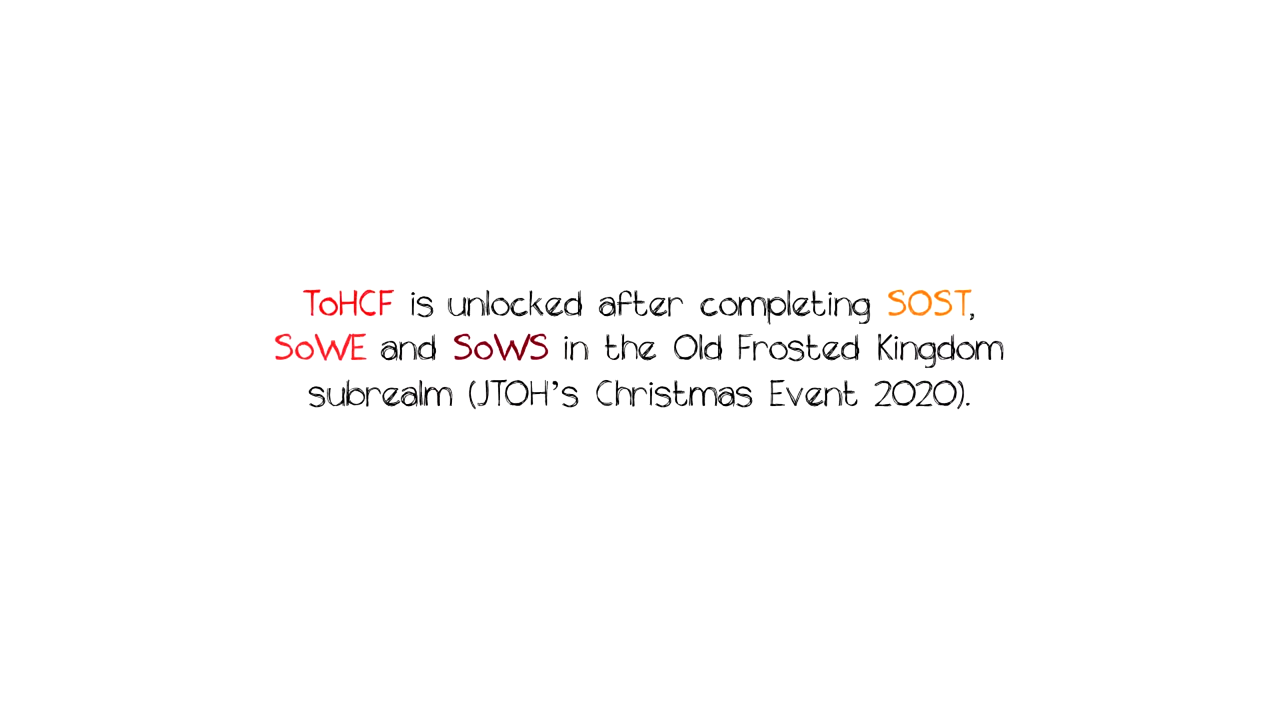 ToHCF is unlocked after completing SOST,
SoWE and SoWS in the Old Frosted Kingdom
subrealm (JTOH's Christmas Event 2020).